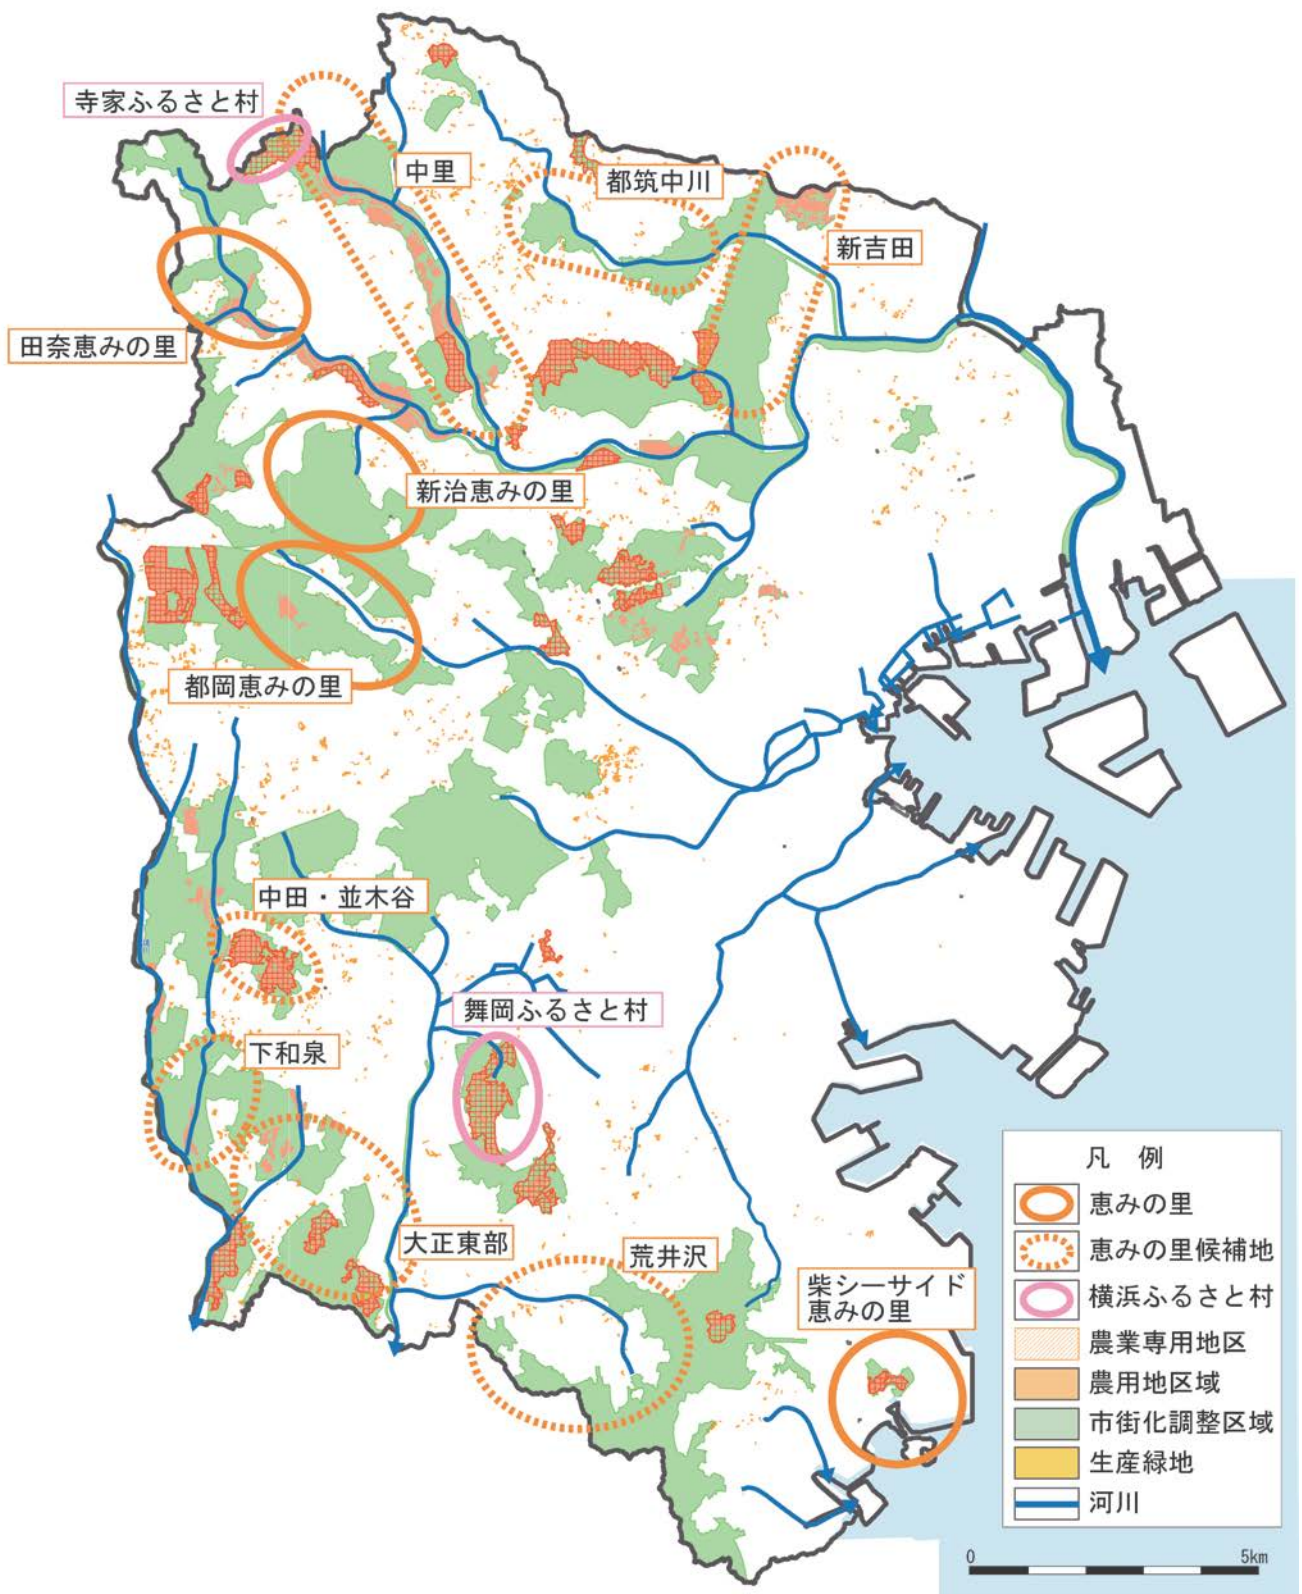 寺家ふるさと村
中里
都筑中川
新吉田
田奈恵みの里
新治恵みの里
都岡恵みの里
中田・並木谷
舞岡ふるさと村
下和泉
大正東部
荒井沢
柴シーサイド
恵みの里
凡 例
恵みの里
恵みの里候補地
横浜ふるさと村
農業専用地区
農用地区域
市街化調整区域
生産緑地
河川
0
5km